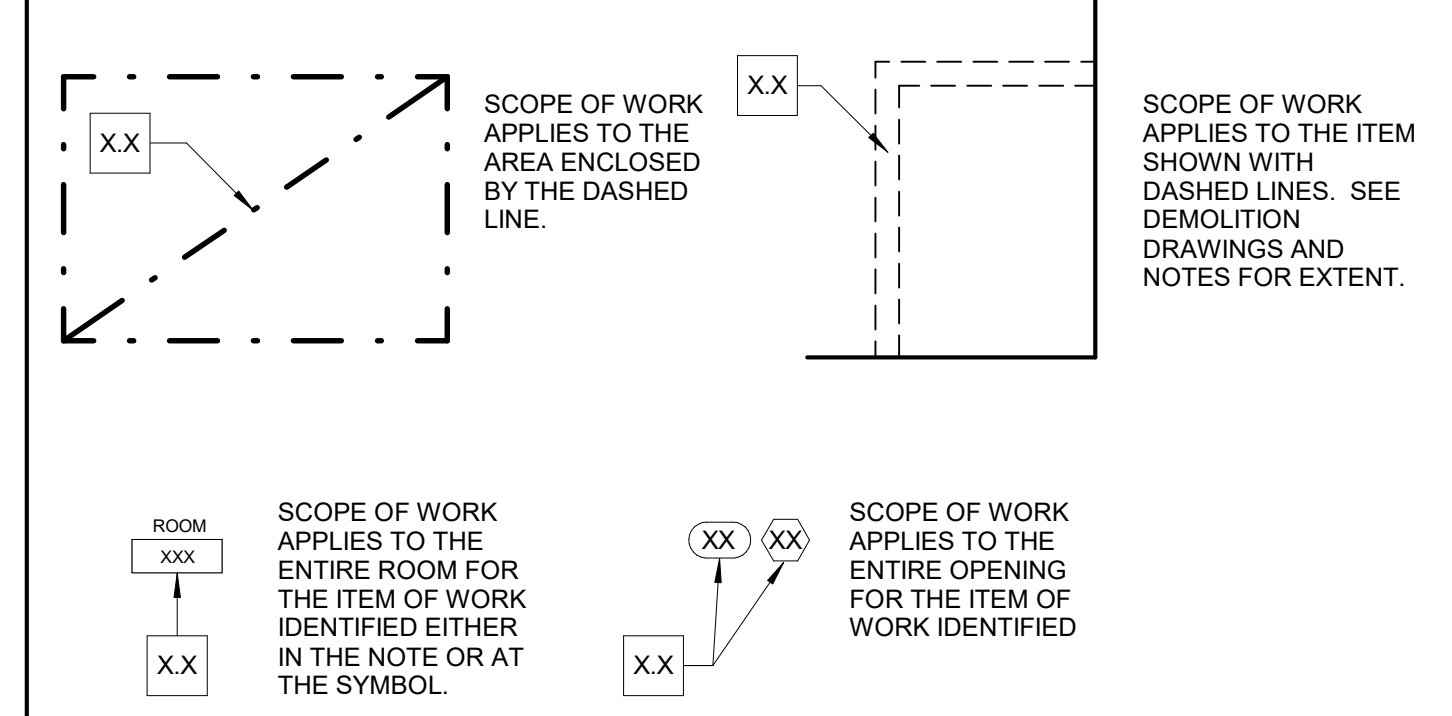 X.X
SCOPE OF WORK
APPLIES TO THE
AREA ENCLOSED
BY THE DASHED
LINE.
X.X
SCOPE OF WORK
APPLIES TO THE ITEM
SHOWN WITH
DASHED LINES.  SEE
DEMOLITION
DRAWINGS AND
NOTES FOR EXTENT.
ROOM
XXX
X.X
SCOPE OF WORK
APPLIES TO THE
ENTIRE ROOM FOR
THE ITEM OF WORK
IDENTIFIED EITHER
IN THE NOTE OR AT
THE SYMBOL.
XX
XX
X.X
SCOPE OF WORK
APPLIES TO THE
ENTIRE OPENING
FOR THE ITEM OF
WORK IDENTIFIED